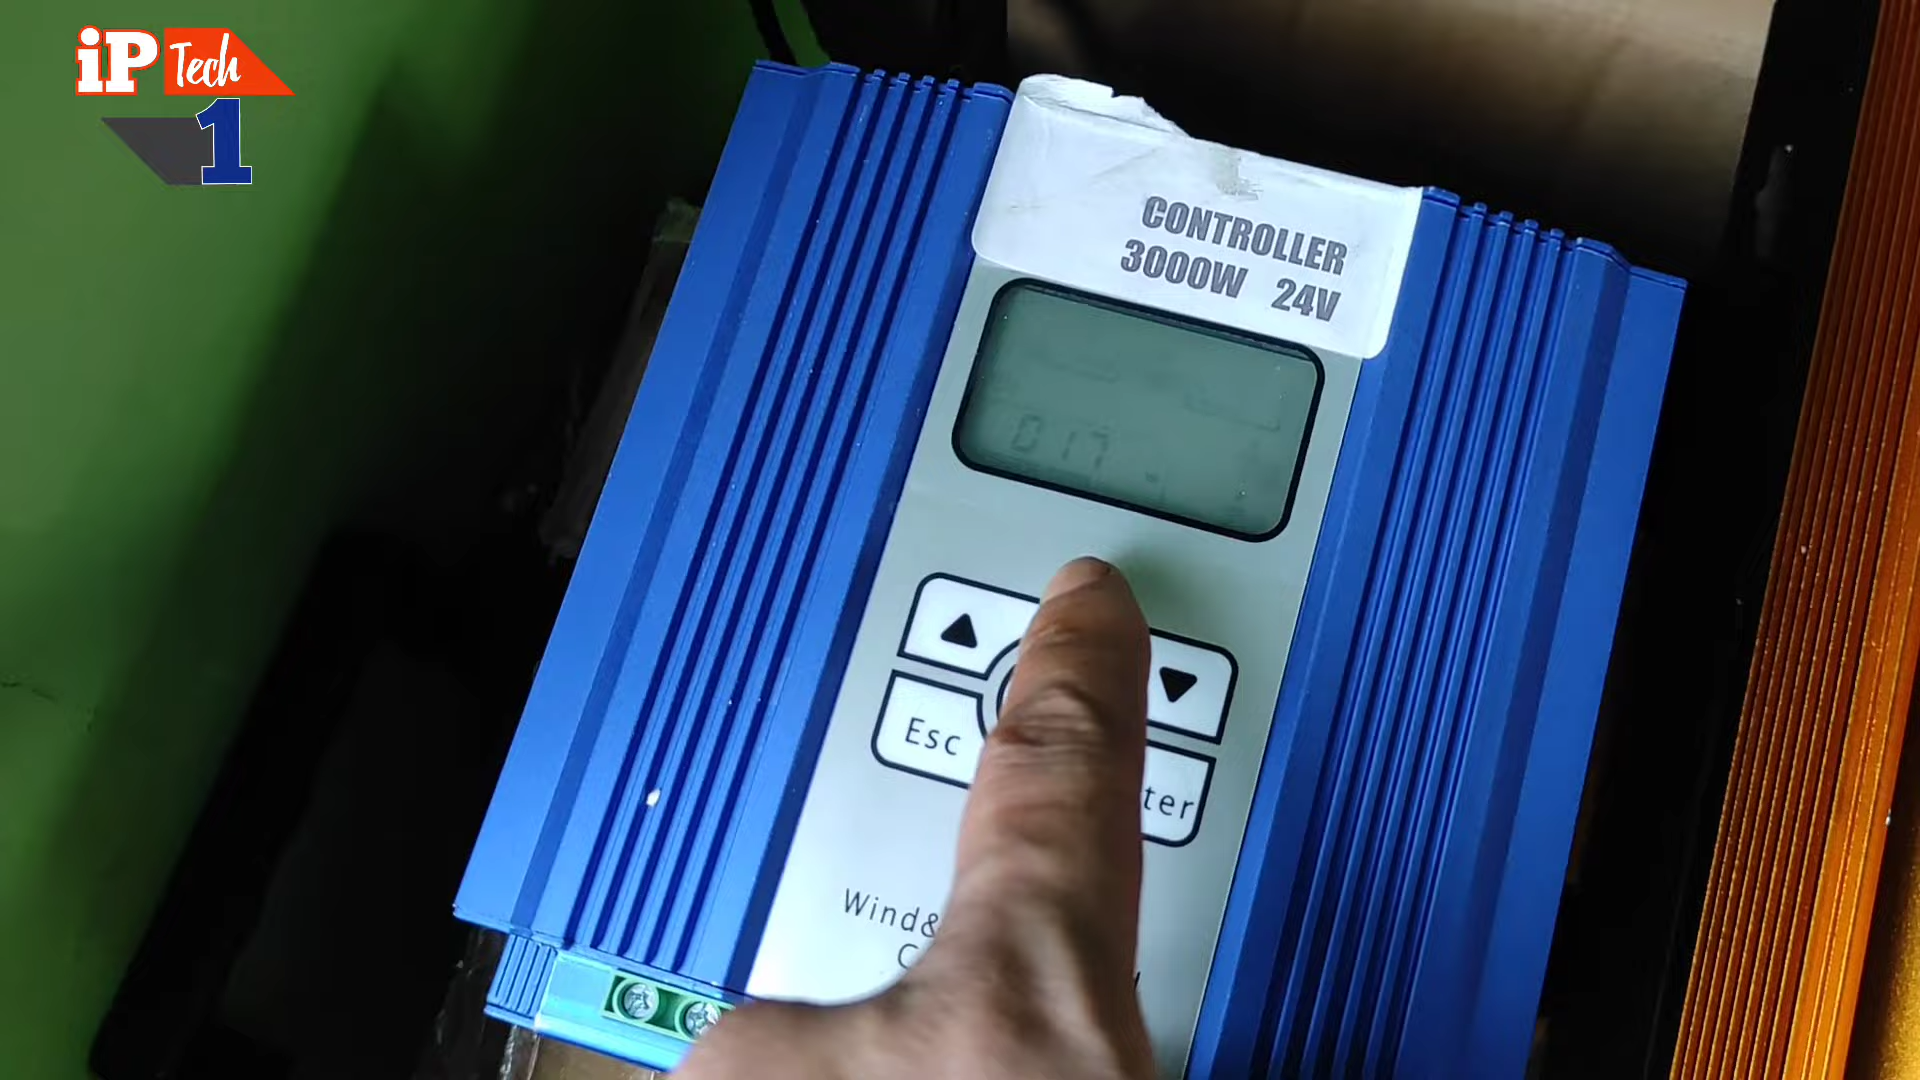 iP Tech
1
CONTROLLER
3000W 24V
017
Esc
ter
Wind&